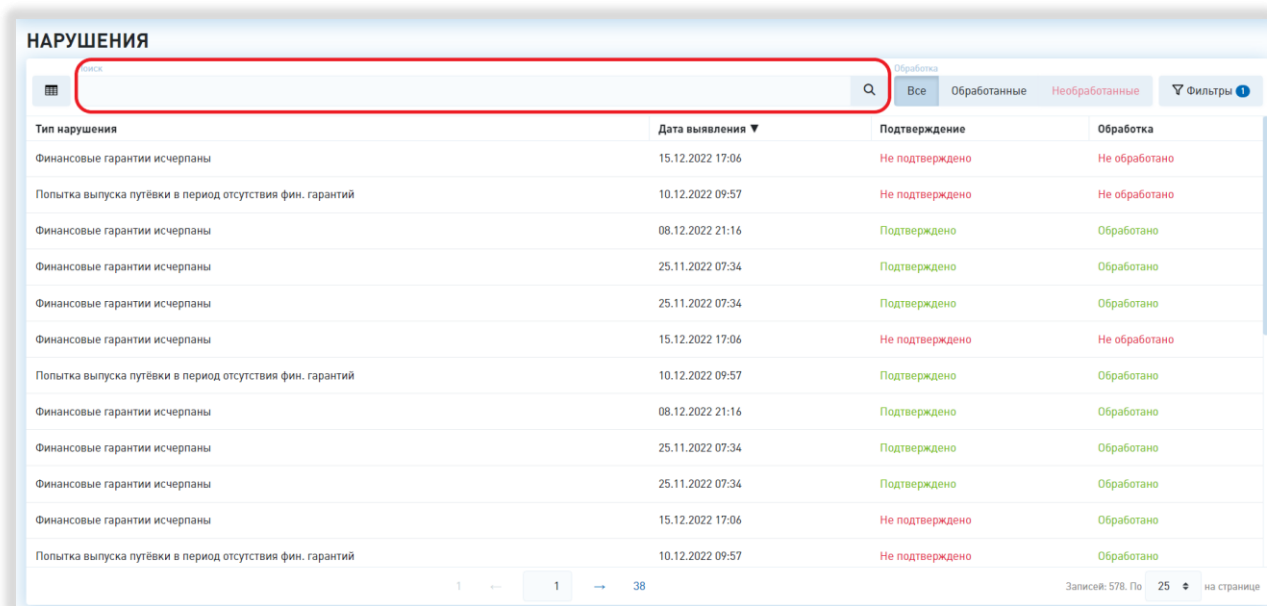 НАРУШЕНИЯ
Поиск Обработка
Все Обработанные Необработанные Фильтры 1
Тип нарушения Дата выявления ▼ Подтверждение Обработка
Финансовые гарантии исчерпаны 15.12.2022 17:06 Не подтверждено Не обработано
Попытка выпуска путёвки в период отсутствия фин. гарантий 10.12.2022 09:57 Не подтверждено Не обработано
Финансовые гарантии исчерпаны 08.12.2022 21:16 Подтверждено Обработано
Финансовые гарантии исчерпаны 25.11.2022 07:34 Подтверждено Обработано
Финансовые гарантии исчерпаны 25.11.2022 07:34 Подтверждено Обработано
Финансовые гарантии исчерпаны 15.12.2022 17:06 Не подтверждено Не обработано
Попытка выпуска путёвки в период отсутствия фин. гарантий 10.12.2022 09:57 Подтверждено Обработано
Финансовые гарантии исчерпаны 08.12.2022 21:16 Подтверждено Обработано
Финансовые гарантии исчерпаны 25.11.2022 07:34 Подтверждено Обработано
Финансовые гарантии исчерпаны 25.11.2022 07:34 Подтверждено Обработано
Финансовые гарантии исчерпаны 15.12.2022 17:06 Не подтверждено Обработано
Попытка выпуска путёвки в период отсутствия фин. гарантий 10.12.2022 09:57 Не подтверждено Обработано
1 ← 1 → 38 Записей: 578. По 25 на странице